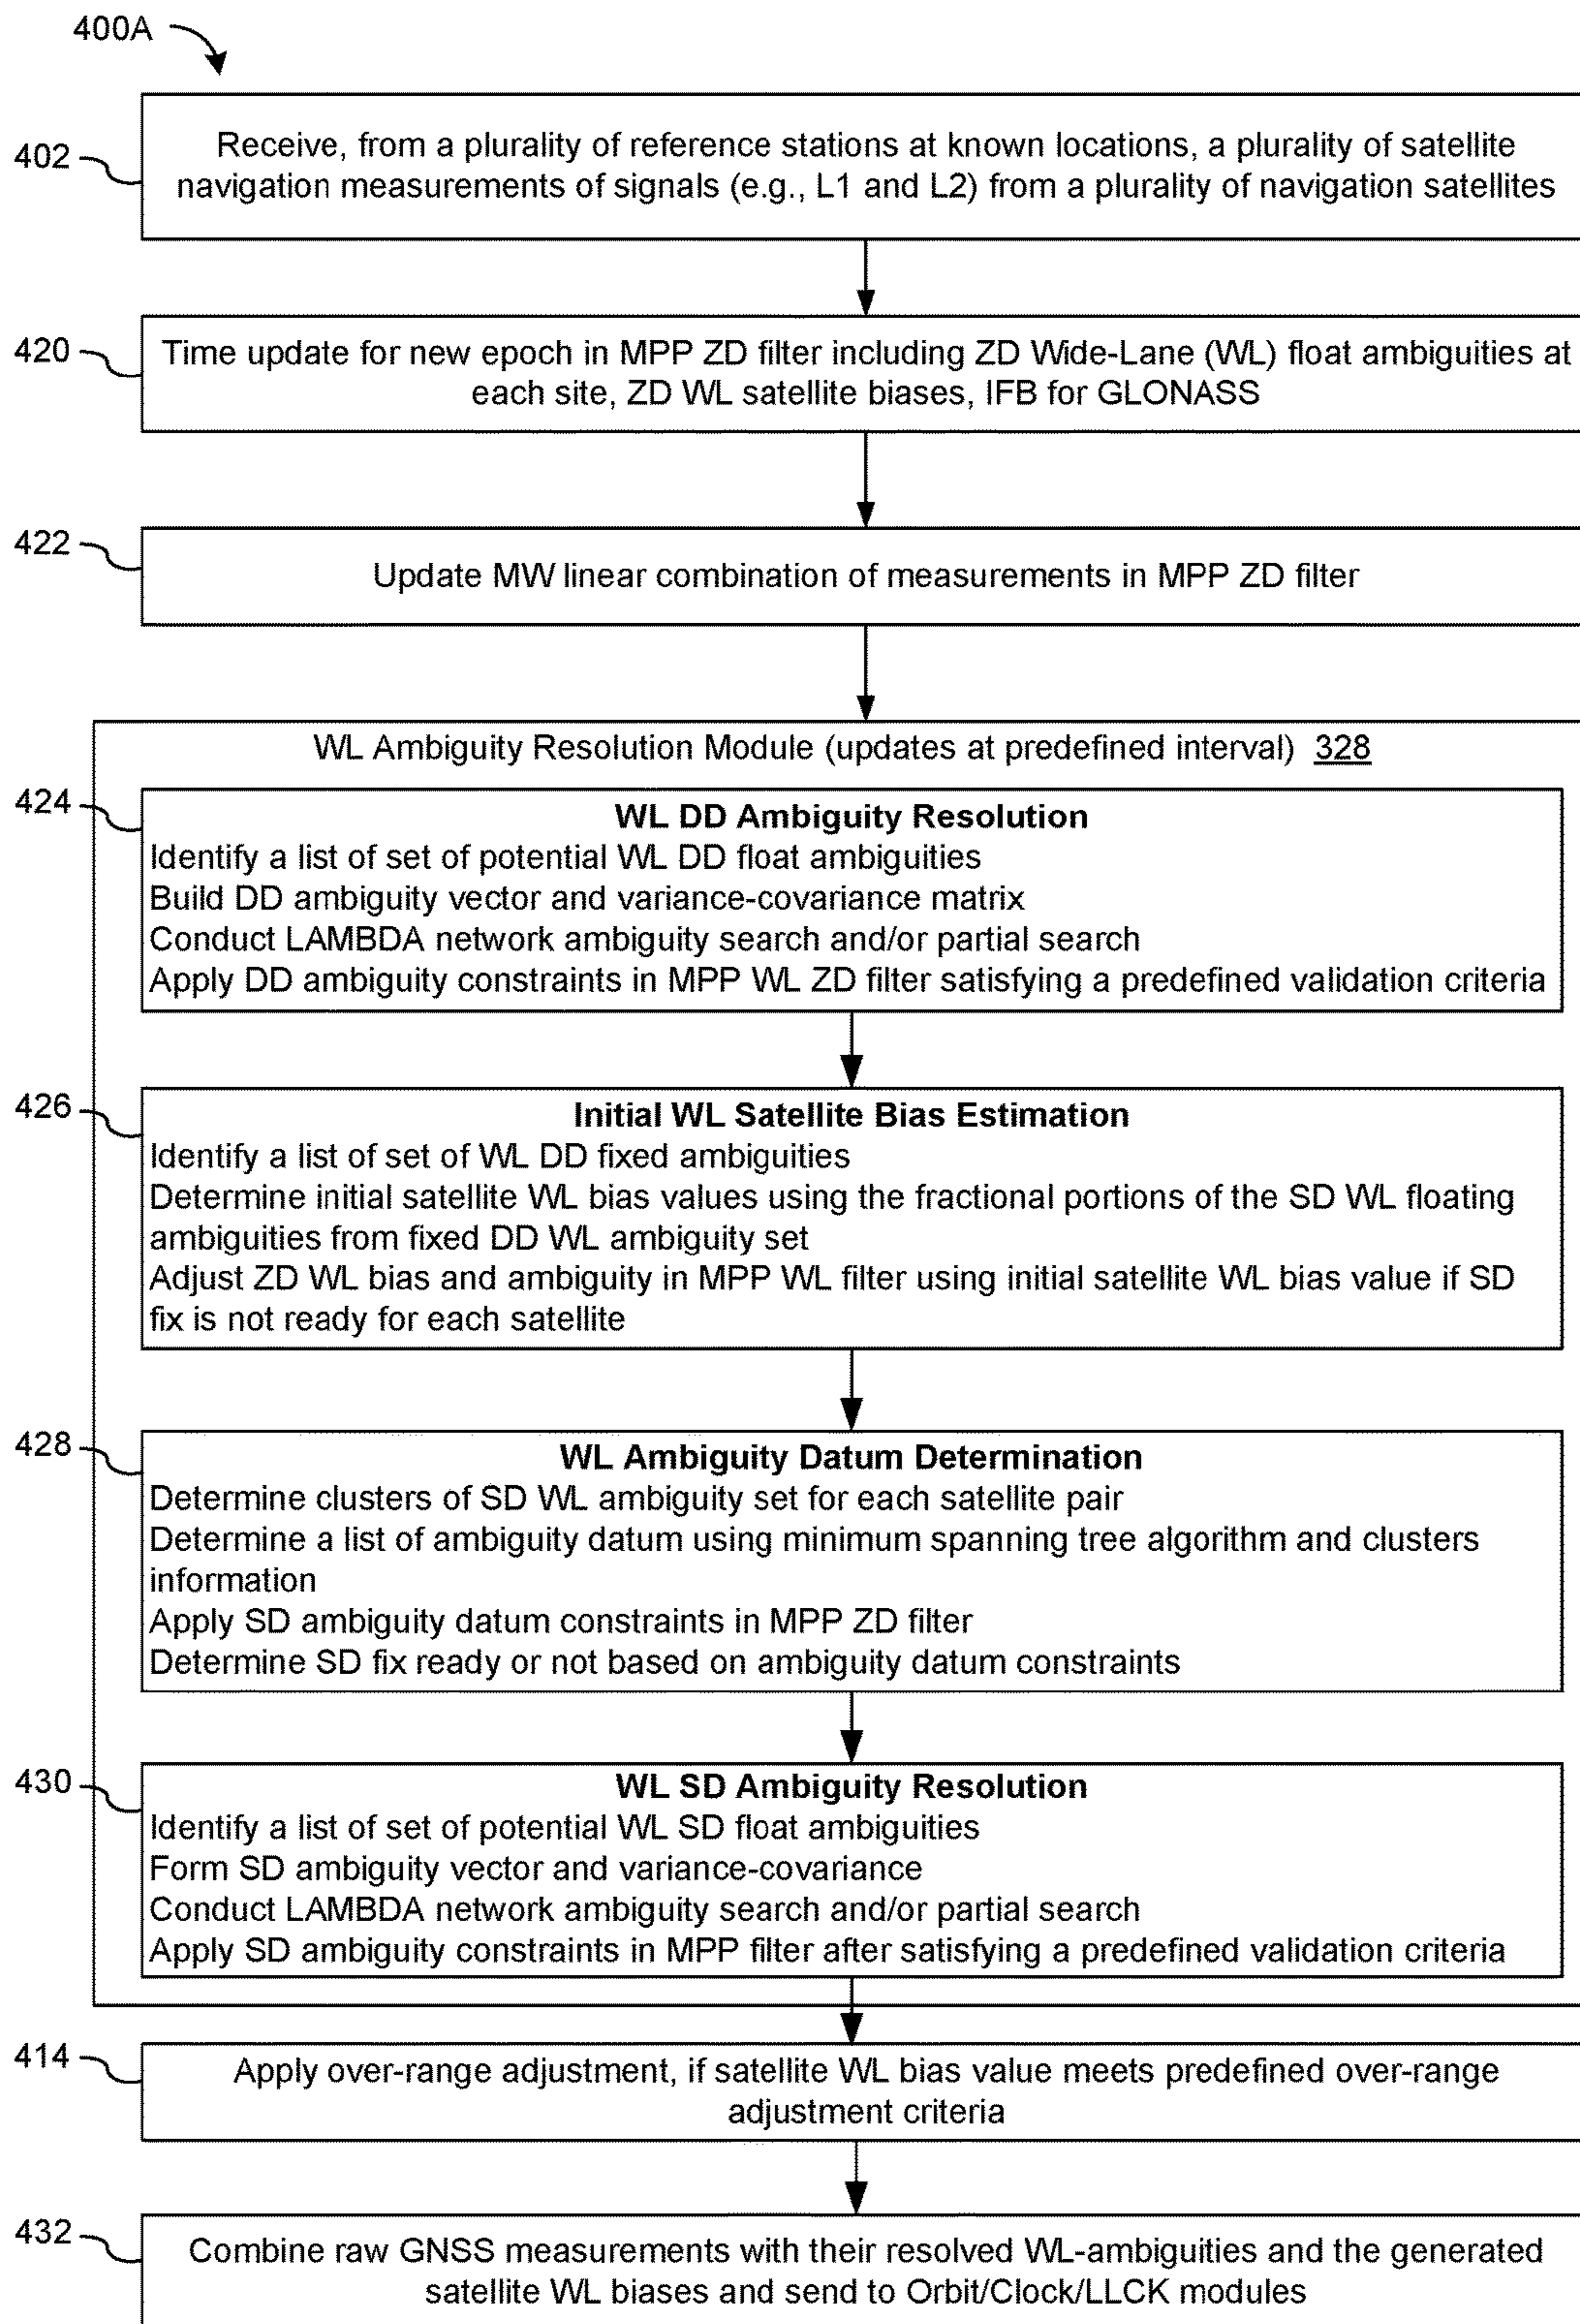 400A
402
Receive, from a plurality of reference stations at known locations, a plurality of satellite
navigation measurements of signals (e.g., L1 and L2) from a plurality of navigation satellites
420
Time update for new epoch in MPP ZD filter including ZD Wide-Lane (WL) float ambiguities at
each site, ZD WL satellite biases, IFB for GLONASS
422
Update MW linear combination of measurements in MPP ZD filter
WL Ambiguity Resolution Module (updates at predefined interval) 328
424
WL DD Ambiguity Resolution
Identify a list of set of potential WL DD float ambiguities
Build DD ambiguity vector and variance-covariance matrix
Conduct LAMBDA network ambiguity search and/or partial search
Apply DD ambiguity constraints in MPP WL ZD filter satisfying a predefined validation criteria
426
Initial WL Satellite Bias Estimation
Identify a list of set of WL DD fixed ambiguities
Determine initial satellite WL bias values using the fractional portions of the SD WL floating
ambiguities from fixed DD WL ambiguity set
Adjust ZD WL bias and ambiguity in MPP WL filter using initial satellite WL bias value if SD
fix is not ready for each satellite
428
WL Ambiguity Datum Determination
Determine clusters of SD WL ambiguity set for each satellite pair
Determine a list of ambiguity datum using minimum spanning tree algorithm and clusters
information
Apply SD ambiguity datum constraints in MPP ZD filter
Determine SD fix ready or not based on ambiguity datum constraints
430
WL SD Ambiguity Resolution
Identify a list of set of potential WL SD float ambiguities
Form SD ambiguity vector and variance-covariance
Conduct LAMBDA network ambiguity search and/or partial search
Apply SD ambiguity constraints in MPP filter after satisfying a predefined validation criteria
414
Apply over-range adjustment, if satellite WL bias value meets predefined over-range
adjustment criteria
432
Combine raw GNSS measurements with their resolved WL-ambiguities and the generated
satellite WL biases and send to Orbit/Clock/LLCK modules